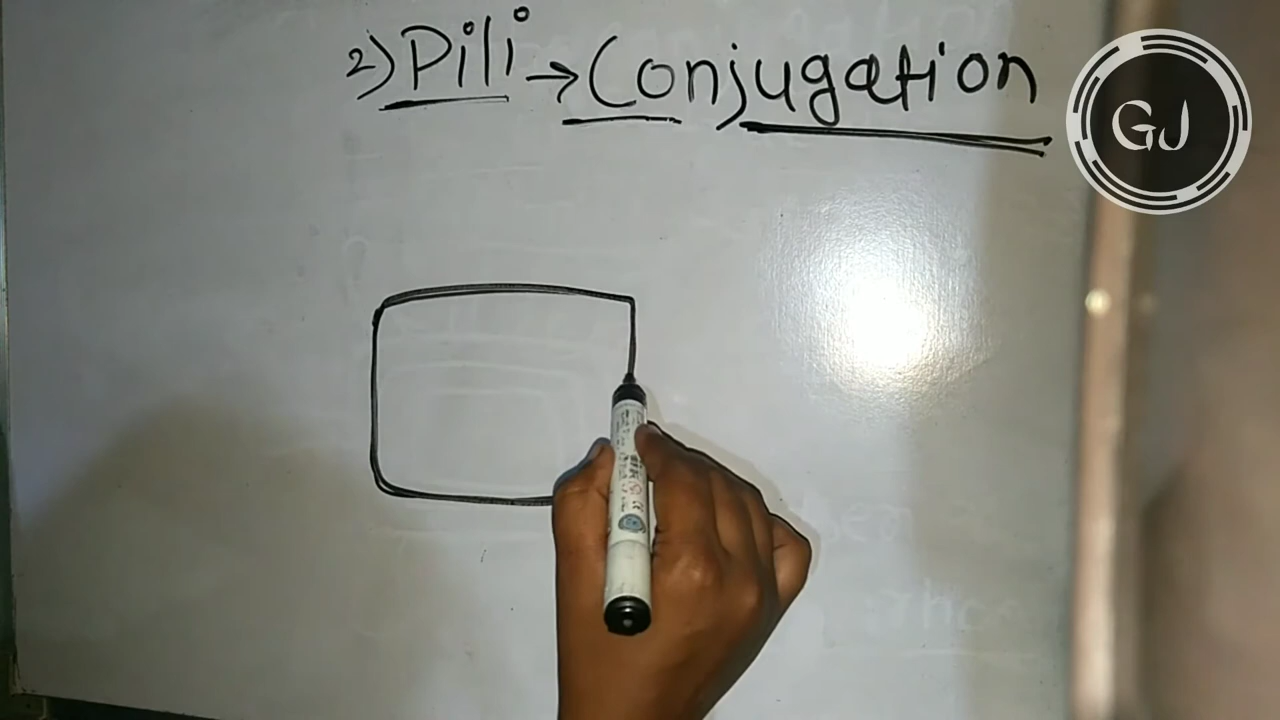 2) Pili → Conjugation
GJ